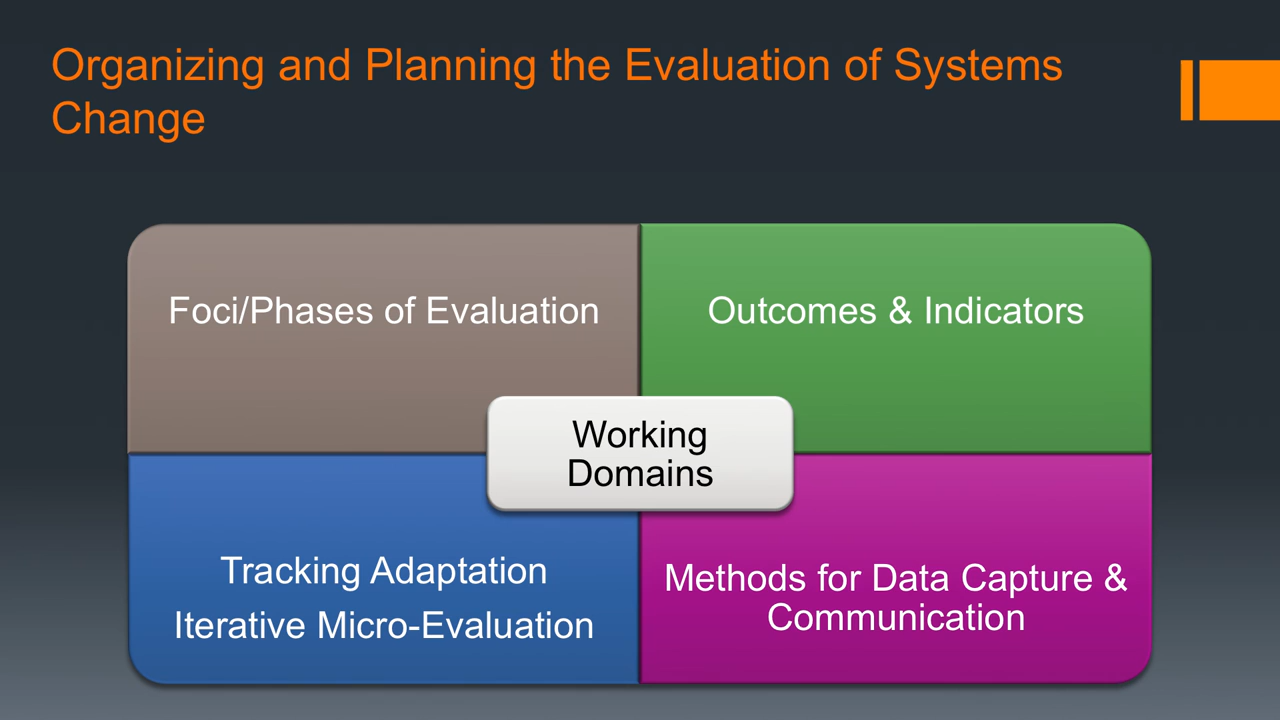 Organizing and Planning the Evaluation of Systems
Change
Foci/Phases of Evaluation
Outcomes & Indicators
Working
Domains
Tracking Adaptation
Iterative Micro-Evaluation
Methods for Data Capture &
Communication